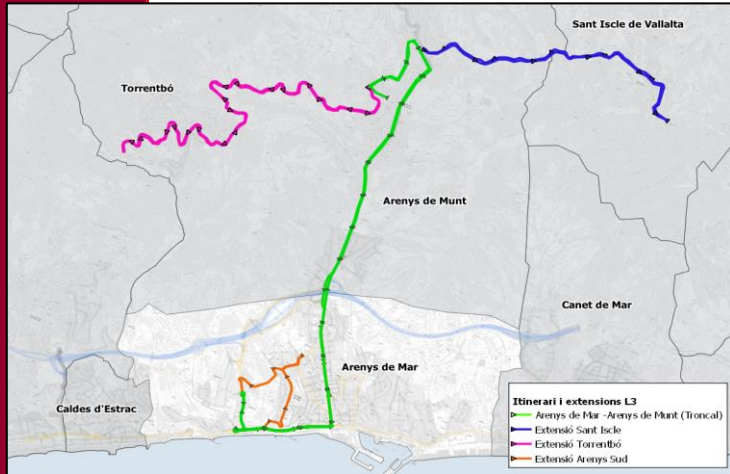 Sant Iscle de Vallalta
Torrentbó
Arenys de Munt
Canet de Mar
Arenys de Mar
Caldes d'Estrac
Itinerari i extensions L3
Arenys de Mar -Arenys de Munt (Troncal)
Extensió Sant Iscle
Extensió Torrentbó
Extensió Arenys Sud